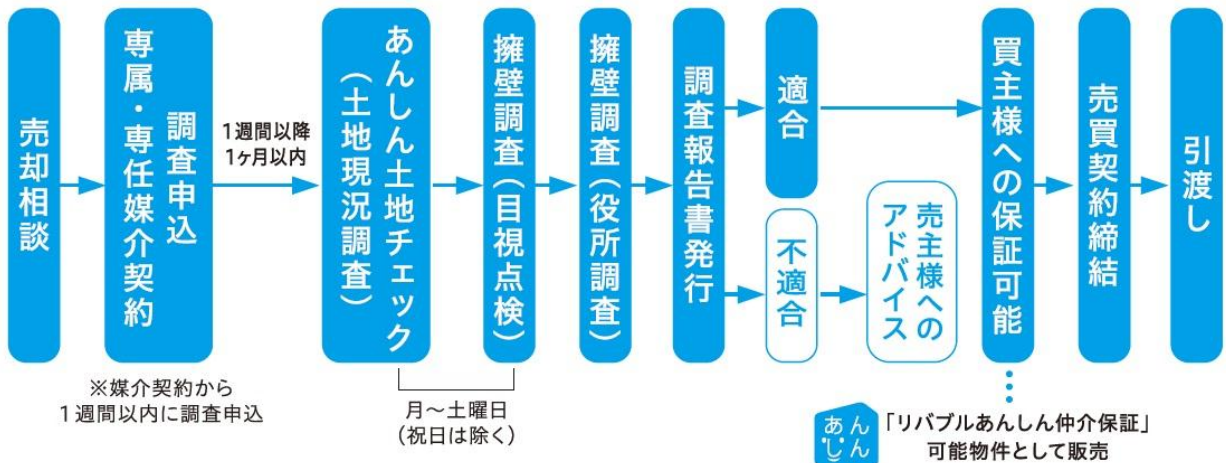 売却相談
専属・専任媒介契約
調査申込
※媒介契約から
1週間以内に調査申込
1週間以降
1ヶ月以内
あんしん土地チェック
(土地現況調査)
擁壁調査(目視点検)
月〜土曜日
(祝日は除く)
擁壁調査(役所調査)
調査報告書発行
適合
不適合
売主様への
アドバイス
買主様への保証可能
あんしん
「リバブルあんしん仲介保証」
可能物件として販売
売買契約締結
引渡し